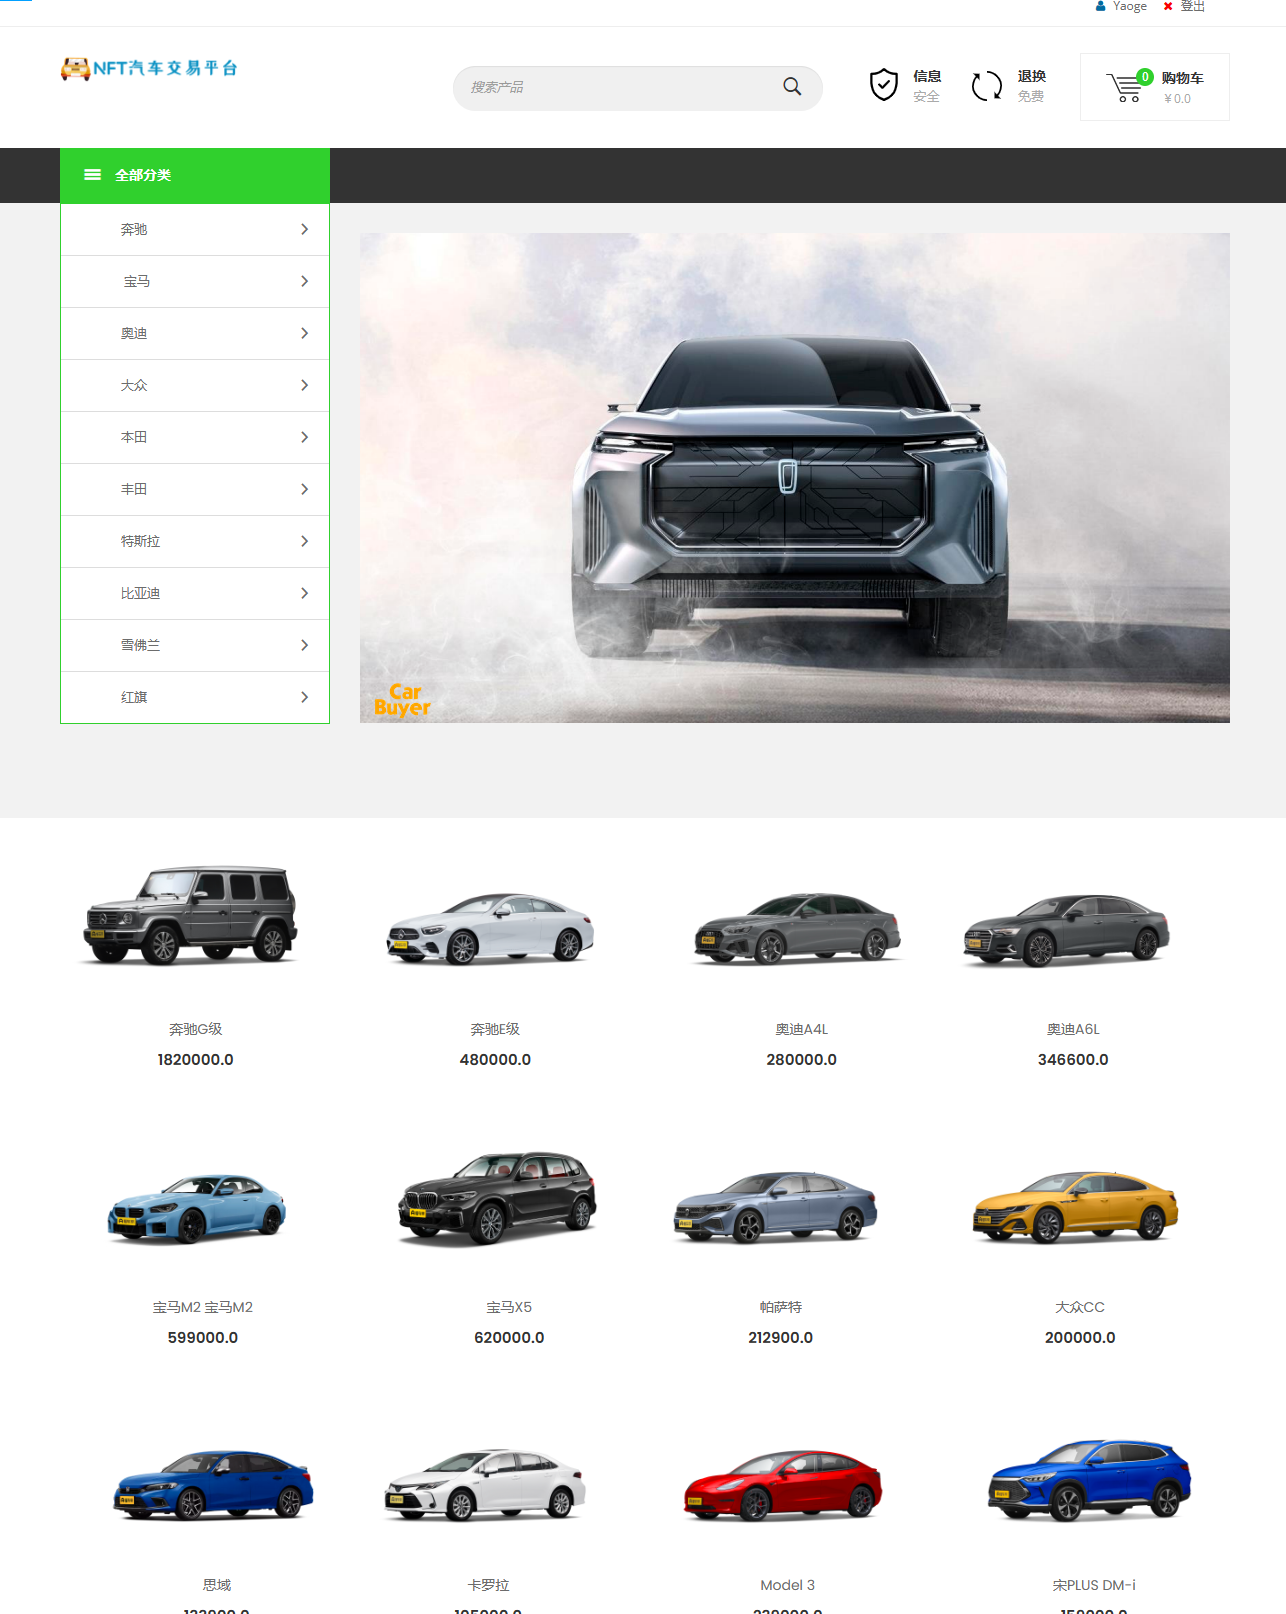 Yaoge
登出
NFT汽车交易平台
搜索产品
信息
安全
退换
免费
0
购物车
¥0.0
全部分类
奔驰
宝马
奥迪
大众
本田
丰田
特斯拉
比亚迪
雪佛兰
红旗
Car
Buyer
奔驰G级
奔驰E级
奥迪A4L
奥迪A6L
1820000.0
480000.0
280000.0
346600.0
宝马M2 宝马M2
宝马X5
帕萨特
大众CC
599000.0
620000.0
212900.0
200000.0
思域
卡罗拉
Model 3
宋PLUS DM-i